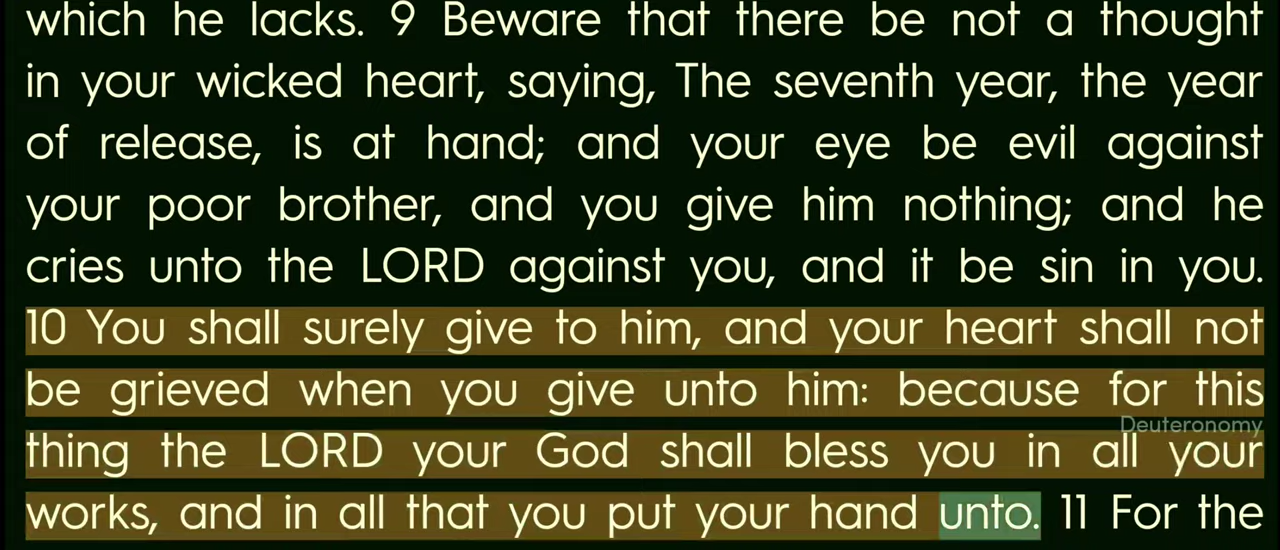 which he lacks. 9 Beware that there be not a thought
in your wicked heart, saying, The seventh year, the year
of release, is at hand; and your eye be evil against
your poor brother, and you give him nothing; and he
cries unto the LORD against you, and it be sin in you.
10 You shall surely give to him, and your heart shall not
be grieved when you give unto him: because for this
Deuteronomy
thing the LORD your God shall bless you in all your
works, and in all that you put your hand unto. 11 For the